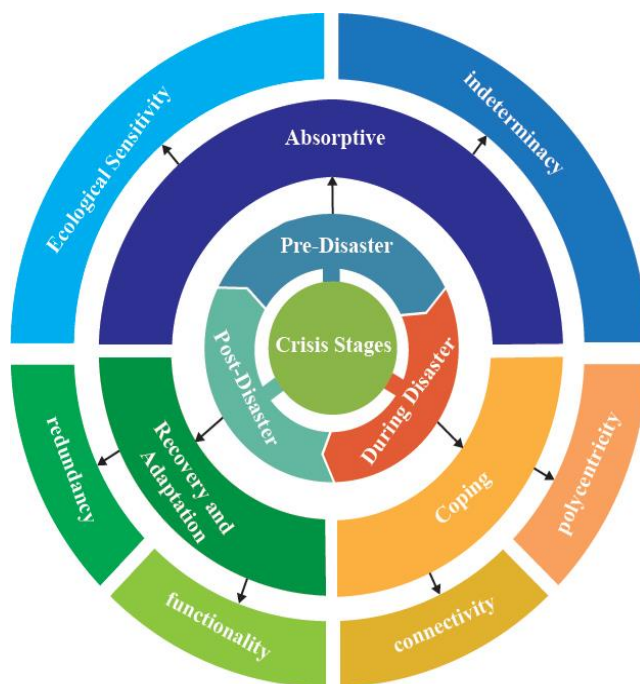 Ecological Sensitivity
indeterminacy
Absorptive
Pre-Disaster
Crisis Stages
Post-Disaster
During Disaster
redundancy
Recovery and
Adaptation
Coping
polycentricity
functionality
connectivity